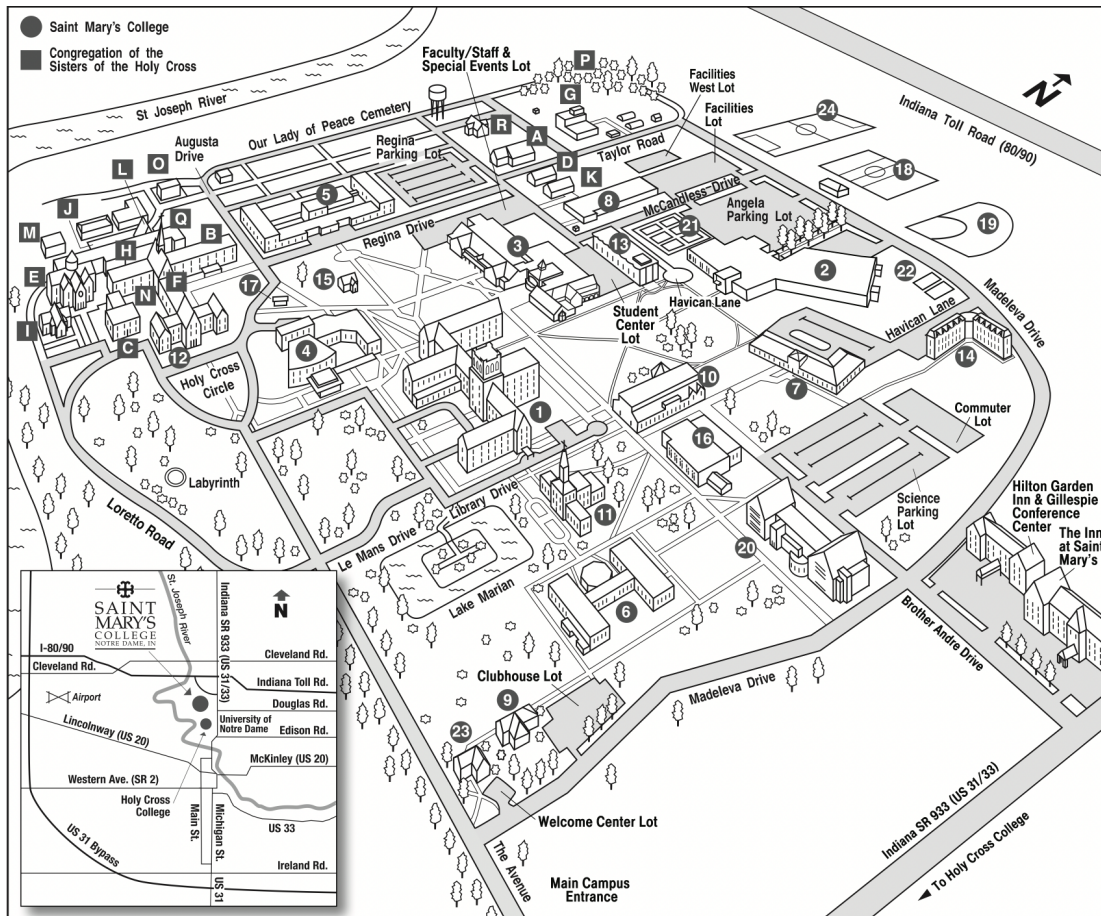 Saint Mary's College
Congregation of the
Sisters of the Holy Cross
St Joseph River
Our Lady of Peace Cemetery
Augusta
Drive
Faculty/Staff &
Special Events Lot
P
G
R
A
D
K
Facilities
West Lot
Facilities
Lot
Taylor Road
Regina
Parking Lot
N
Indiana Toll Road (80/90)
24
18
19
McCandless Drive
Angela
Parking Lot
8
21
13
5
Regina Drive
3
2
22
L
O
J
Q
M
H
B
E
F
N
I
C
12
17
15
4
Holy Cross
Circle
Student
Center
Lot
Havican Lane
Havican Lane
Madeleva Drive
14
7
10
1
16
Commuter
Lot
Science
Parking
Lot
Hilton Garden
Inn & Gillespie
Conference
Center
The Inn
at Saint
Mary's
Labyrinth
Loretto Road
Le Mans Drive
Library Drive
11
20
Lake Marian
6
Brother Andre Drive
Clubhouse Lot
Madeleva Drive
9
23
Welcome Center Lot
The Avenue
Main Campus
Entrance
Indiana SR 933 (US 31/33)
To Holy Cross College
SAINT
MARY'S
COLLEGE
NOTRE DAME, IN
St. Joseph River
Indiana SR 933 (US 31/33)
N
I-80/90
Cleveland Rd.
Cleveland Rd.
Indiana Toll Rd.
Airport
Douglas Rd.
University of
Notre Dame
Edison Rd.
Lincolnway (US 20)
McKinley (US 20)
Western Ave. (SR 2)
Holy Cross
College
Main St.
Michigan St.
US 33
US 31 Bypass
Ireland Rd.
US 31